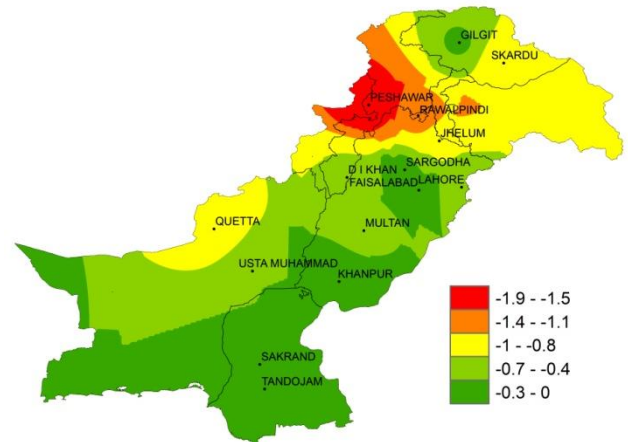 GILGIT
SKARDU
PESHAWAR
RAWALPINDI
JHELUM
SARGODHA
D I KHAN
FAISALABAD
LAHORE
QUETTA
MULTAN
USTA MUHAMMAD
KHANPUR
SAKRAND
TANDOJAM
-1.9 - -1.5
-1.4 - -1.1
-1 - -0.8
-0.7 - -0.4
-0.3 - 0